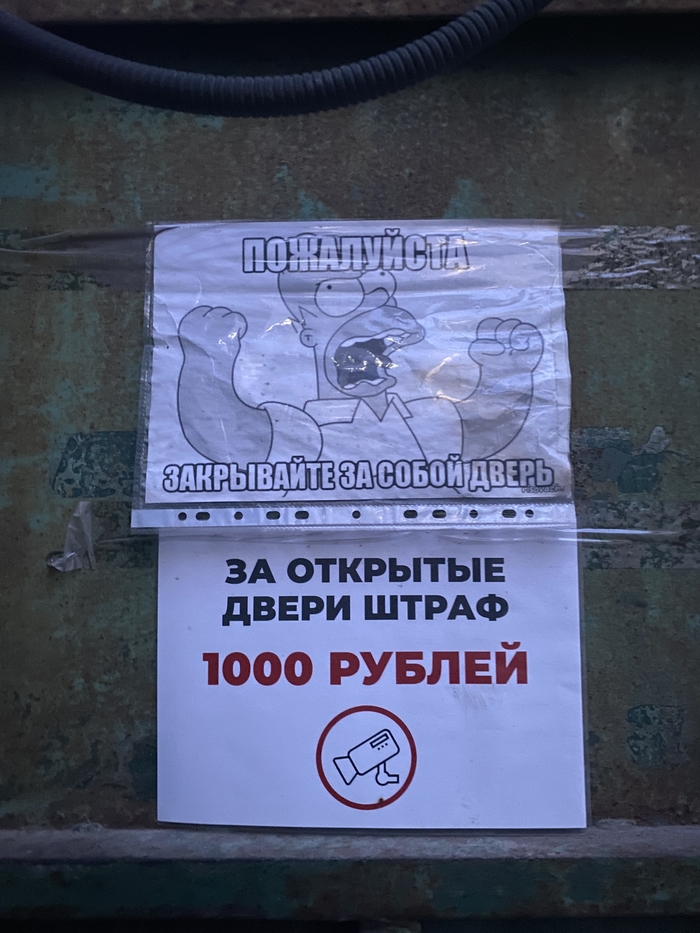 ПОЖАЛУЙСТА
ЗАКРЫВАЙТЕ ЗА СОБОЙ ДВЕРЬ
ЗА ОТКРЫТЫЕ
ДВЕРИ ШТРАФ
1000 РУБЛЕЙ